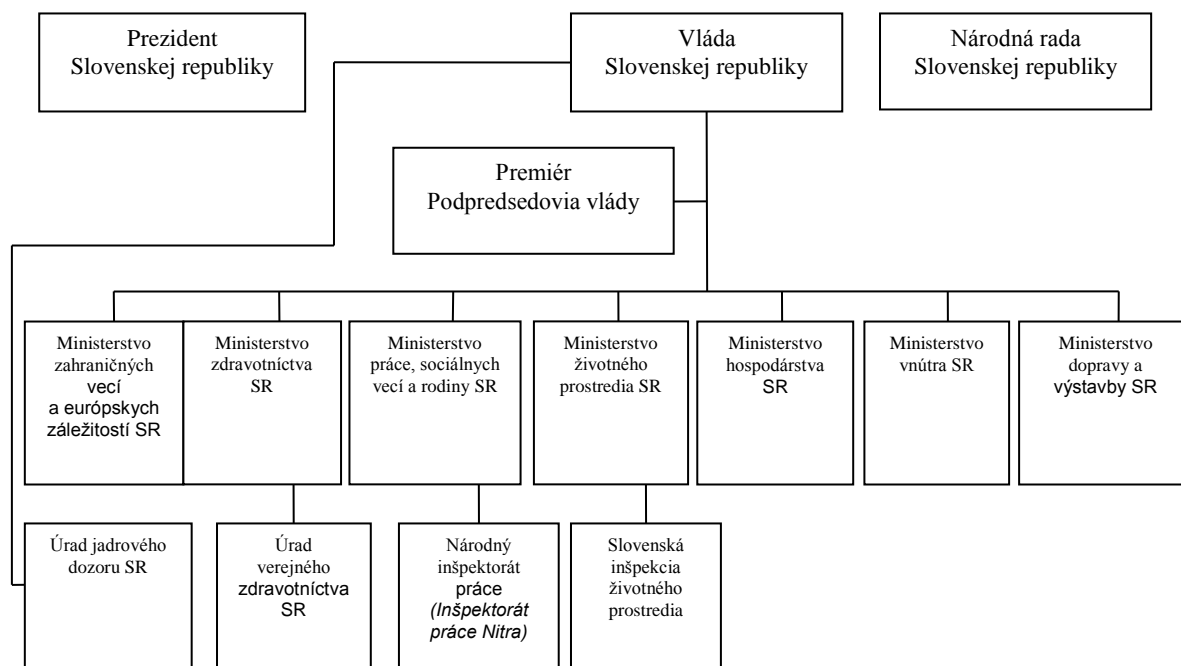 Prezident
Slovenskej republiky
Vláda
Slovenskej republiky
Národná rada
Slovenskej republiky
Premiér
Podpredsedovia vlády
Ministerstvo
zahraničných
vecí
a európskych
záležitostí SR
Ministerstvo
zdravotníctva
SR
Ministerstvo
práce, sociálnych
vecí a rodiny SR
Ministerstvo
životného
prostredia SR
Ministerstvo
hospodárstva
SR
Ministerstvo
vnútra SR
Ministerstvo
dopravy a
výstavby SR
Úrad jadrového
dozoru SR
Úrad
verejného
zdravotníctva
SR
Národný
inšpektorát
práce
(Inšpektorát
práce Nitra)
Slovenská
inšpekcia
životného
prostredia